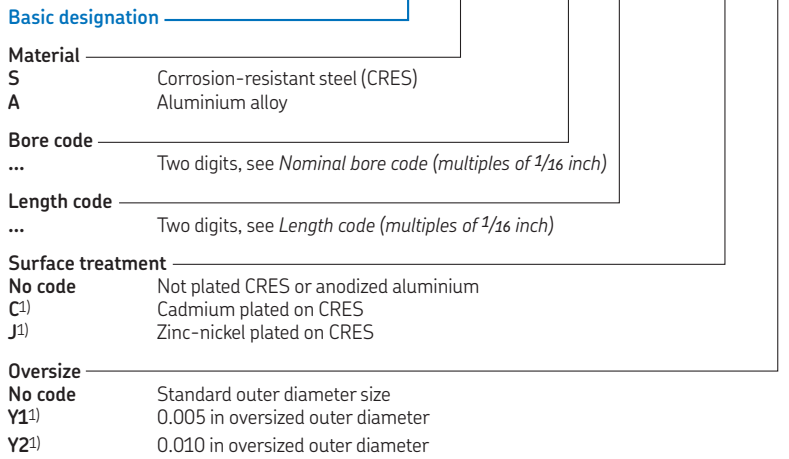 Basic designation
Material
S Corrosion-resistant steel (CRES)
A Aluminium alloy
Bore code
... Two digits, see Nominal bore code (multiples of 1/16 inch)
Length code
... Two digits, see Length code (multiples of 1/16 inch)
Surface treatment
No code Not plated CRES or anodized aluminium
C1) Cadmium plated on CRES
J1) Zinc-nickel plated on CRES
Oversize
No code Standard outer diameter size
Y11) 0.005 in oversized outer diameter
Y21) 0.010 in oversized outer diameter